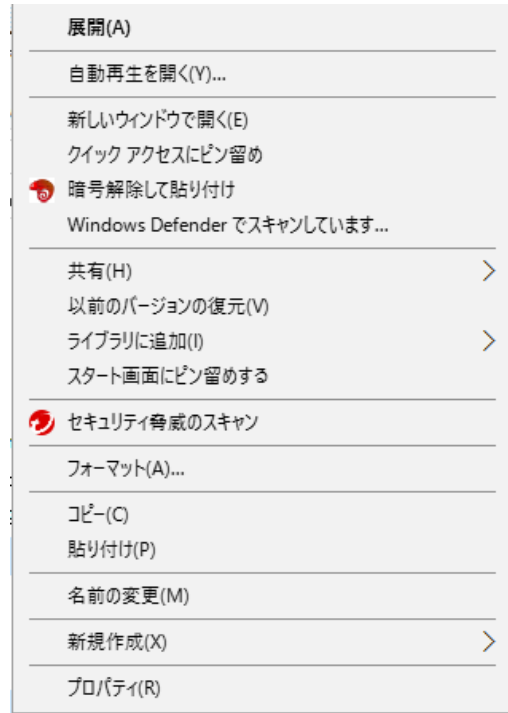 展開(A)
自動再生を開く(Y)...
新しいウィンドウで開く(E)
クイック アクセスにピン留め
暗号解除して貼り付け
Windows Defender でスキャンしています...
共有(H)
以前のバージョンの復元(V)
ライブラリに追加(I)
スタート画面にピン留めする
セキュリティ脅威のスキャン
フォーマット(A)...
コピー(C)
貼り付け(P)
名前の変更(M)
新規作成(X)
プロパティ(R)